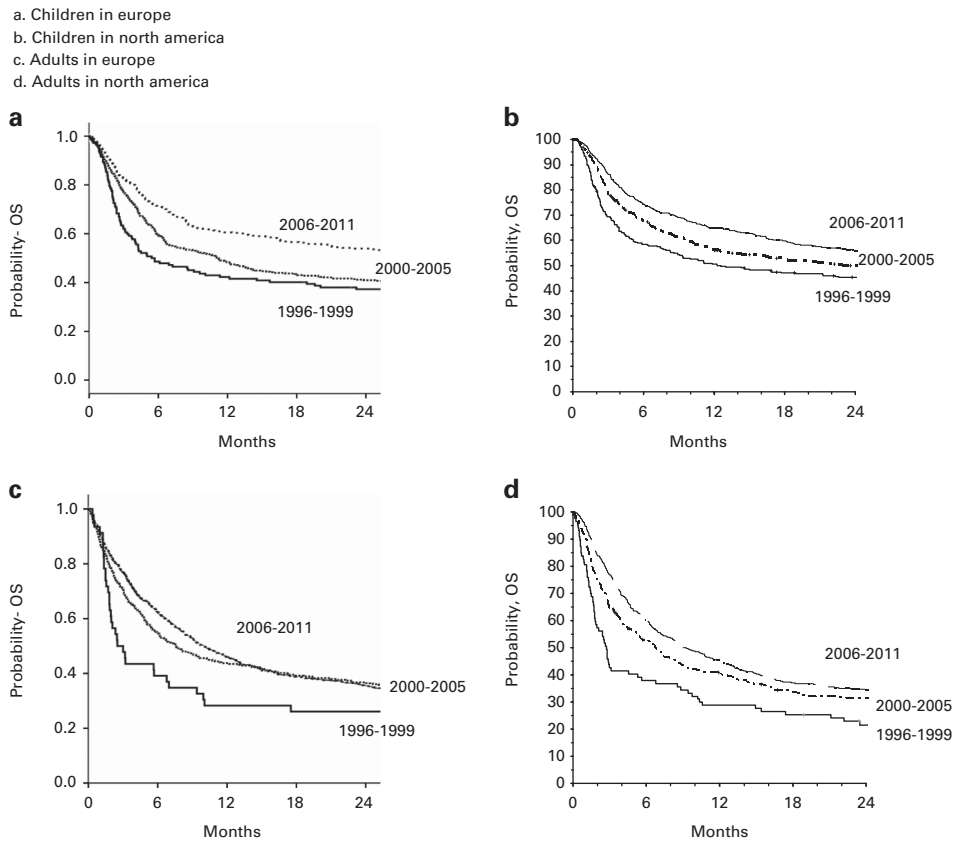 a. Children in europe
b. Children in north america
c. Adults in europe
d. Adults in north america
a
1.0
0.8
0.6
0.4
0.2
0.0
Probability- OS
2006-2011
2000-2005
1996-1999
0 6 12 18 24
Months
b
100
90
80
70
60
50
40
30
20
10
0
Probability, OS
2006-2011
2000-2005
1996-1999
0 6 12 18 24
Months
c
1.0
0.8
0.6
0.4
0.2
0.0
Probability- OS
2006-2011
2000-2005
1996-1999
0 6 12 18 24
Months
d
100
90
80
70
60
50
40
30
20
10
0
Probability, OS
2006-2011
2000-2005
1996-1999
0 6 12 18 24
Months